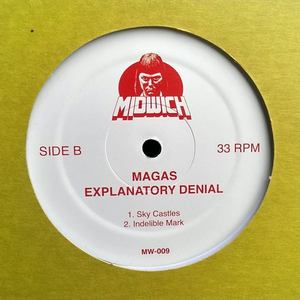 MIDWICH
SIDE B
33 RPM
MAGAS
EXPLANATORY DENIAL
1. Sky Castles
2. Indelible Mark
MW-009